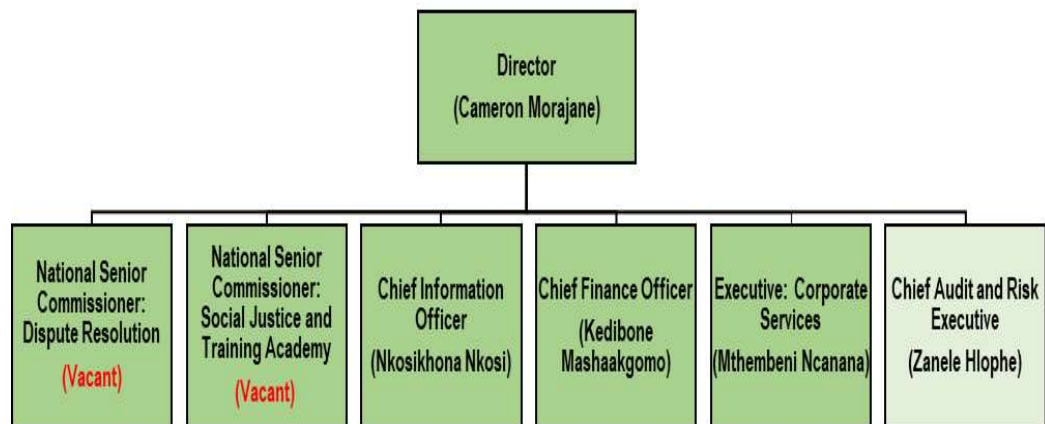 Director
(Cameron Morajane)
National Senior
Commissioner:
Dispute Resolution
(Vacant)
National Senior
Commissioner:
Social Justice and
Training Academy
(Vacant)
Chief Information
Officer
(Nkosikhona Nkosi)
Chief Finance Officer
(Kedibone
Mashaakgomo)
Executive: Corporate
Services
(Mthembeni Ncanana)
Chief Audit and Risk
Executive
(Zanele Hlophe)